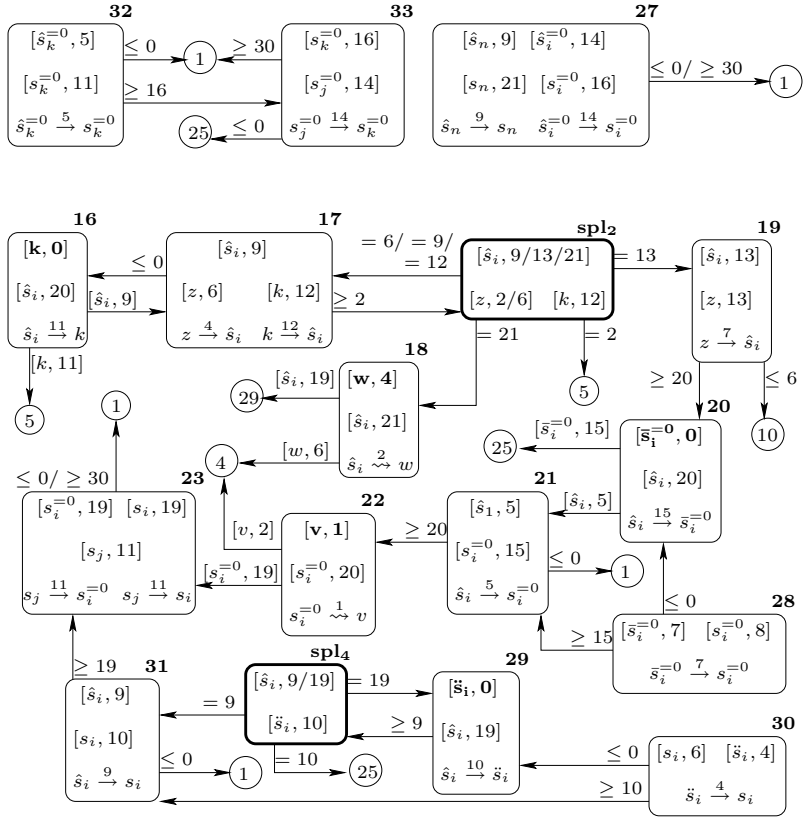 32 33 27
[ŝ_k^{=0}, 5] ≤ 0 1 ≥ 30 [s_k^{=0}, 16] [ŝ_n, 9] [ŝ_i^{=0}, 14] ≤ 0/ ≥ 30 1
[s_k^{=0}, 11] ≥ 16 [s_j^{=0}, 14] [s_n, 21] [s_i^{=0}, 16]
ŝ_k^{=0} →^{5} s_k^{=0} 25 ≤ 0 s_j^{=0} →^{14} s_k^{=0} ŝ_n →^{9} s_n ŝ_i^{=0} →^{14} s_i^{=0}
16 17 spl_2 19
[k, 0] ≤ 0 [ŝ_i, 9] = 6/ = 9/ = 12 [ŝ_i, 9/13/21] = 13 [ŝ_i, 13]
[ŝ_i, 20] [ŝ_i, 9] [z, 6] [k, 12] ≥ 2 [z, 2/6] [k, 12] [z, 13]
ŝ_i →^{11} k z →^{4} ŝ_i k →^{12} ŝ_i = 21 = 2 z →^{7} ŝ_i
[k, 11] 5 5 ≥ 20 ≤ 6 10
18
29 [ŝ_i, 19] [w, 4]
[ŝ_i, 21]
4 [w, 6] ŝ_i ⇝^{2} w
20
25 [s̄_i^{=0}, 15] [s̄_i^{=0}, 0]
[ŝ_i, 20]
[ŝ_i, 5] ŝ_i →^{15} s̄_i^{=0}
1 ≤ 0/ ≥ 30
23 22 21
[s_i^{=0}, 19] [s_i, 19] [v, 2] [v, 1] ≥ 20 [ŝ_1, 5]
[s_j, 11] [s_i^{=0}, 19] [s_i^{=0}, 20] [s_i^{=0}, 15] ≤ 0 1
s_j →^{11} s_i^{=0} s_j →^{11} s_i s_i^{=0} ⇝^{1} v ŝ_i →^{5} s_i^{=0}
28
≤ 0 ≥ 15 [s̄_i^{=0}, 7] [s_i^{=0}, 8]
s̄_i^{=0} →^{7} s_i^{=0}
≥ 19 31 spl_4 29
[ŝ_i, 9] = 9 [ŝ_i, 9/19] = 19 [s̈_i, 0]
[s_i, 10] [s̈_i, 10] ≥ 9 [ŝ_i, 19]
ŝ_i →^{9} s_i ≤ 0 1 = 10 25 ŝ_i →^{10} s̈_i
30
≤ 0 [s_i, 6] [s̈_i, 4]
≥ 10 s̈_i →^{4} s_i